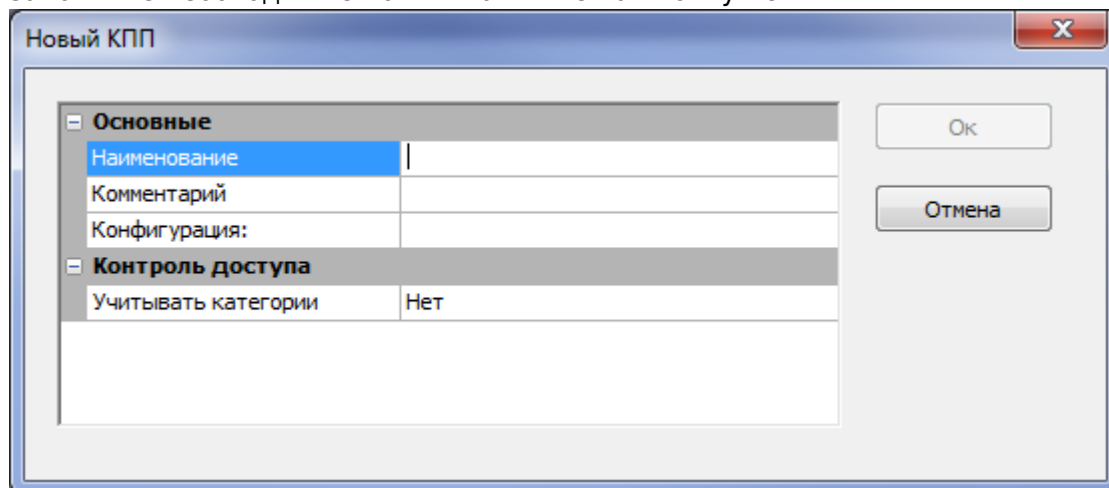 Новый КПП
Основные
Наименование
Комментарий
Конфигурация:
Контроль доступа
Учитывать категории Нет
Ок
Отмена